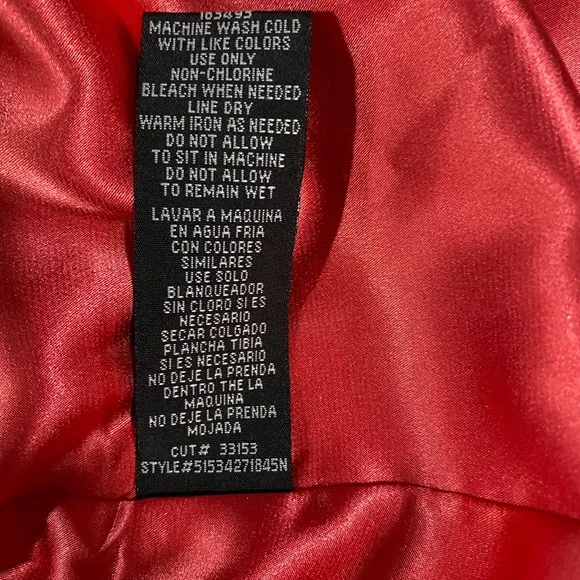 163493
MACHINE WASH COLD
WITH LIKE COLORS
USE ONLY
NON-CHLORINE
BLEACH WHEN NEEDED
LINE DRY
WARM IRON AS NEEDED
DO NOT ALLOW
TO SIT IN MACHINE
DO NOT ALLOW
TO REMAIN WET
LAVAR A MAQUINA
EN AGUA FRIA
CON COLORES
SIMILARES
USE SOLO
BLANQUEADOR
SIN CLORO SI ES
NECESARIO
SECAR COLGADO
PLANCHA TIBIA
SI ES NECESARIO
NO DEJE LA PRENDA
DENTRO THE LA
MAQUINA
NO DEJE LA PRENDA
MOJADA
CUT# 33153
STYLE#51534271845N